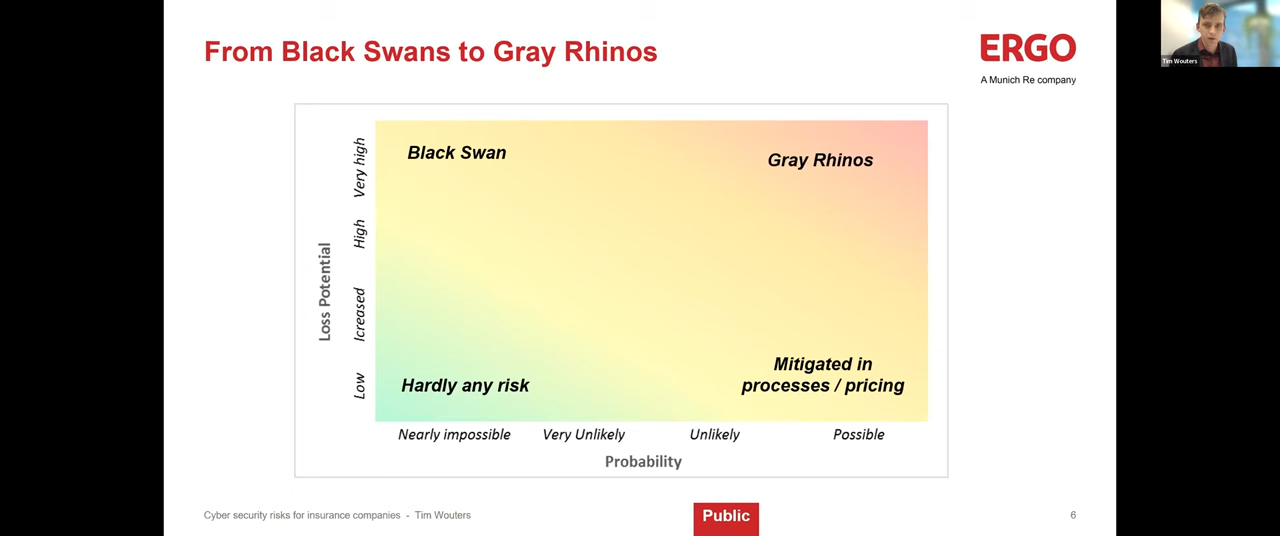 From Black Swans to Gray Rhinos
ERGO
A Munich Re company
Tim Wouters
Loss Potential
Very high
High
Icreased
Low
Black Swan
Gray Rhinos
Hardly any risk
Mitigated in
processes / pricing
Nearly impossible
Very Unlikely
Unlikely
Possible
Probability
Cyber security risks for insurance companies - Tim Wouters
Public
6